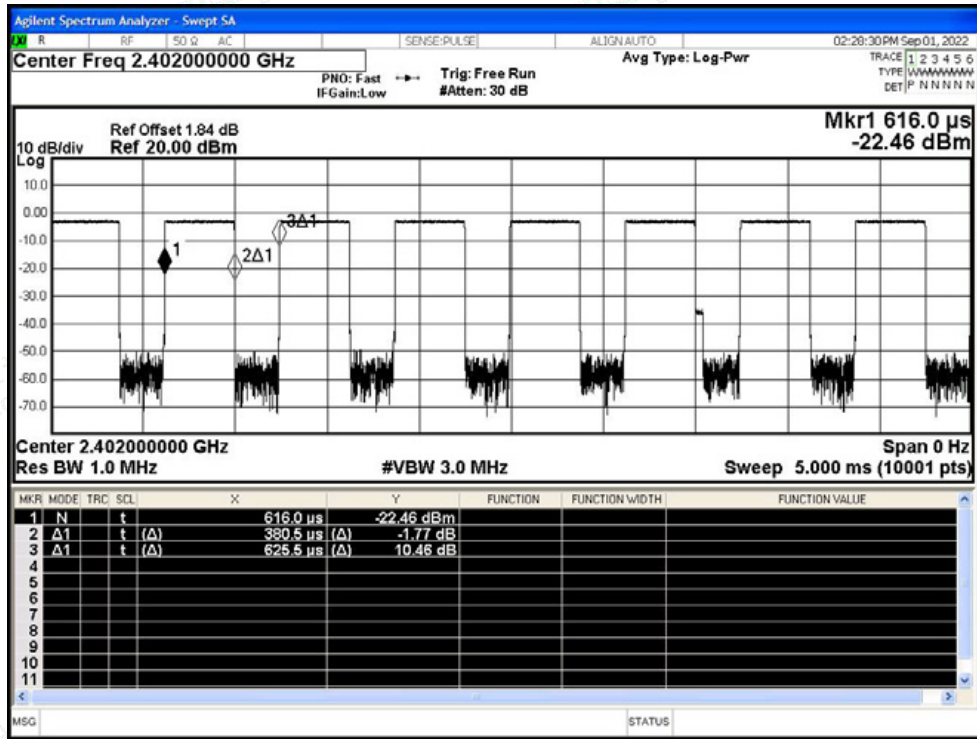 Agilent Spectrum Analyzer - Swept SA
R RF 50 Ω AC SENSE:PULSE ALIGNAUTO 02:28:30 PM Sep 01, 2022
Center Freq 2.402000000 GHz
PNO: Fast
IFGain:Low
Trig: Free Run
#Atten: 30 dB
Avg Type: Log-Pwr
TRACE 1 2 3 4 5 6
TYPE W
DET P N N N N N
Ref Offset 1.84 dB
10 dB/div Ref 20.00 dBm
Log
Mkr1 616.0 µs
-22.46 dBm
10.0
0.00
-10.0
-20.0
-30.0
-40.0
-50.0
-60.0
-70.0
1
2Δ1
3Δ1
Center 2.402000000 GHz Span 0 Hz
Res BW 1.0 MHz #VBW 3.0 MHz Sweep 5.000 ms (10001 pts)
MKR MODE TRC SCL X Y FUNCTION FUNCTION WIDTH FUNCTION VALUE
1 N t 616.0 µs -22.46 dBm
2 Δ1 t (Δ) 380.5 µs (Δ) -1.77 dB
3 Δ1 t (Δ) 625.5 µs (Δ) 10.46 dB
4
5
6
7
8
9
10
11
MSG STATUS